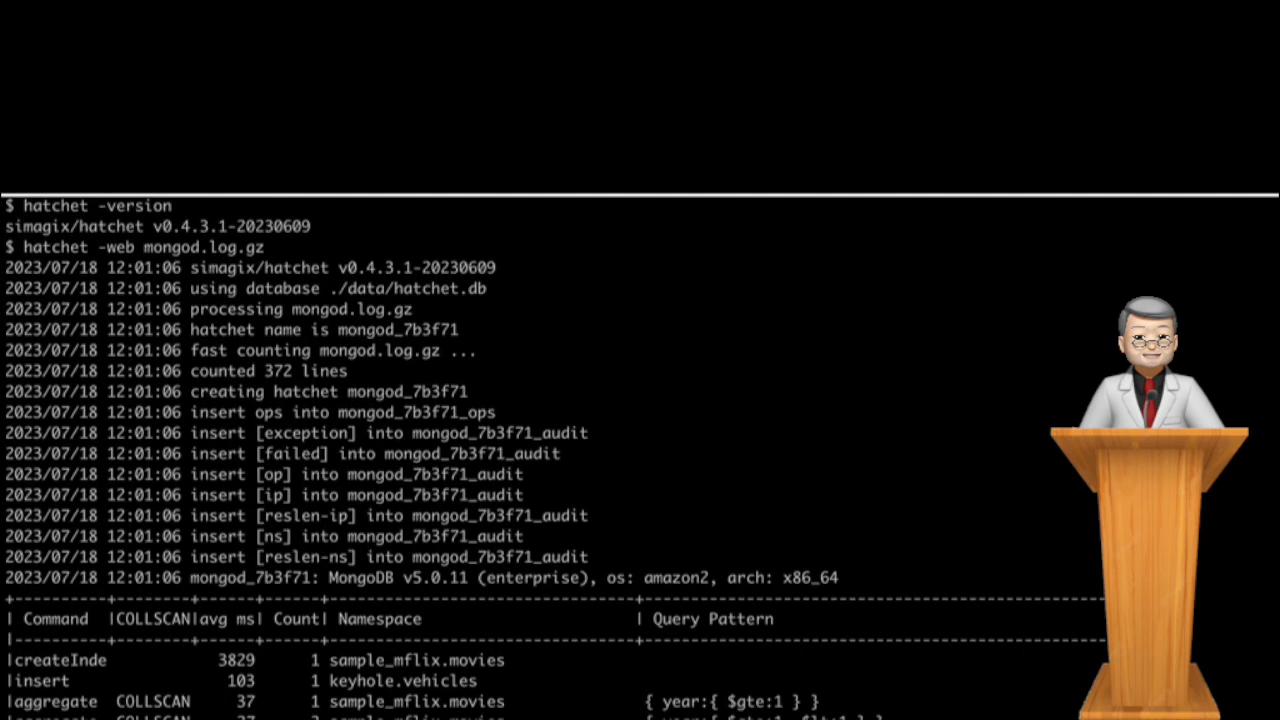 $ hatchet -version
simagix/hatchet v0.4.3.1-20230609
$ hatchet -web mongod.log.gz
2023/07/18 12:01:06 simagix/hatchet v0.4.3.1-20230609
2023/07/18 12:01:06 using database ./data/hatchet.db
2023/07/18 12:01:06 processing mongod.log.gz
2023/07/18 12:01:06 hatchet name is mongod_7b3f71
2023/07/18 12:01:06 fast counting mongod.log.gz ...
2023/07/18 12:01:06 counted 372 lines
2023/07/18 12:01:06 creating hatchet mongod_7b3f71
2023/07/18 12:01:06 insert ops into mongod_7b3f71_ops
2023/07/18 12:01:06 insert [exception] into mongod_7b3f71_audit
2023/07/18 12:01:06 insert [failed] into mongod_7b3f71_audit
2023/07/18 12:01:06 insert [op] into mongod_7b3f71_audit
2023/07/18 12:01:06 insert [ip] into mongod_7b3f71_audit
2023/07/18 12:01:06 insert [reslen-ip] into mongod_7b3f71_audit
2023/07/18 12:01:06 insert [ns] into mongod_7b3f71_audit
2023/07/18 12:01:06 insert [reslen-ns] into mongod_7b3f71_audit
2023/07/18 12:01:06 mongod_7b3f71: MongoDB v5.0.11 (enterprise), os: amazon2, arch: x86_64
| Command |COLLSCAN|avg ms| Count| Namespace | Query Pattern
|createInde 3829 1 sample_mflix.movies
|insert 103 1 keyhole.vehicles
|aggregate COLLSCAN 37 1 sample_mflix.movies { year:{ $gte:1 } }